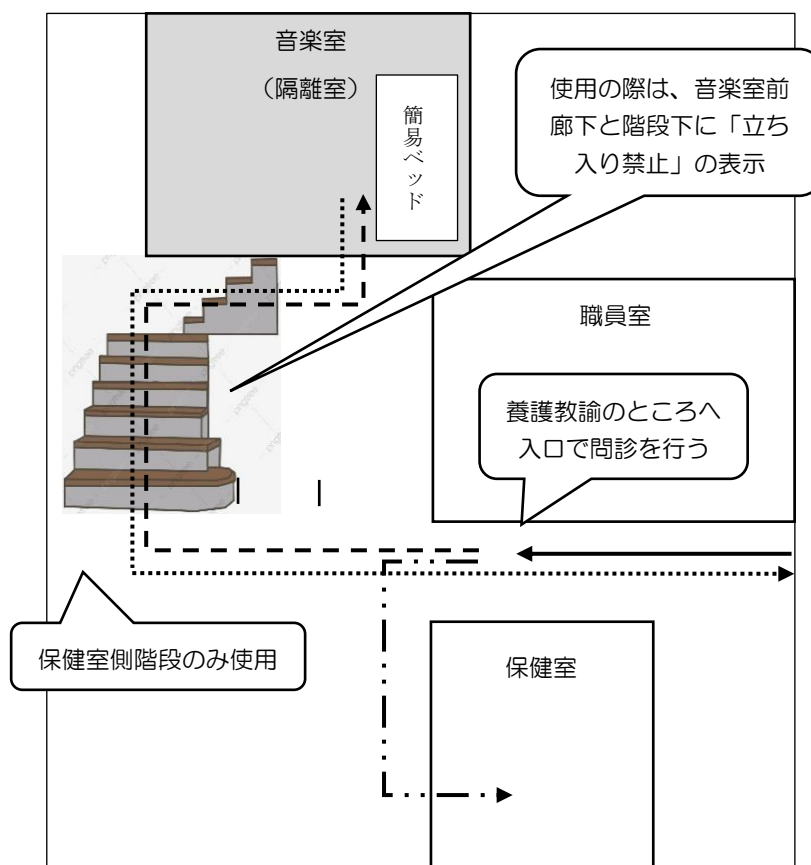 音楽室
（隔離室）
簡易ベッド
使用の際は、音楽室前
廊下と階段下に「立ち
入り禁止」の表示
職員室
養護教諭のところへ
入口で問診を行う
保健室側階段のみ使用
保健室